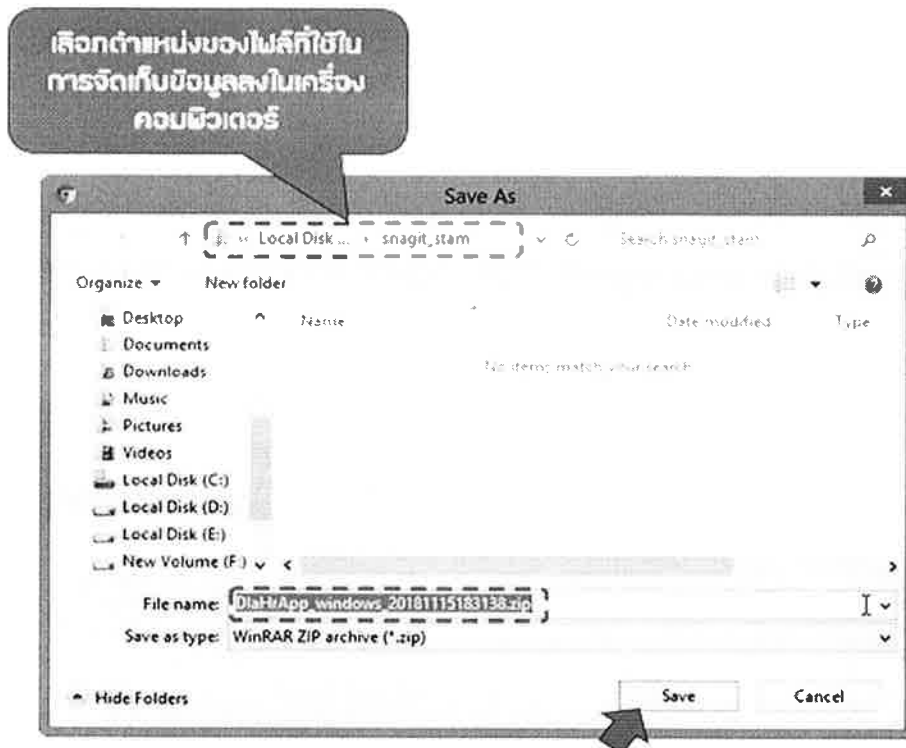 เลือกตำแหน่งของไฟล์ที่ใช้ใน
การจัดเก็บข้อมูลลงในเครื่อง
คอมพิวเตอร์
Save As
Local Disk ... snagit_stam
Search snagit_stam
Organize
New folder
Desktop
Documents
Downloads
Music
Pictures
Videos
Local Disk (C:)
Local Disk (D:)
Local Disk (E:)
New Volume (F:)
Name
Date modified
Type
No items match your search.
File name: DlaHrApp_windows_20181115183138.zip
Save as type: WinRAR ZIP archive (*.zip)
Hide Folders
Save
Cancel